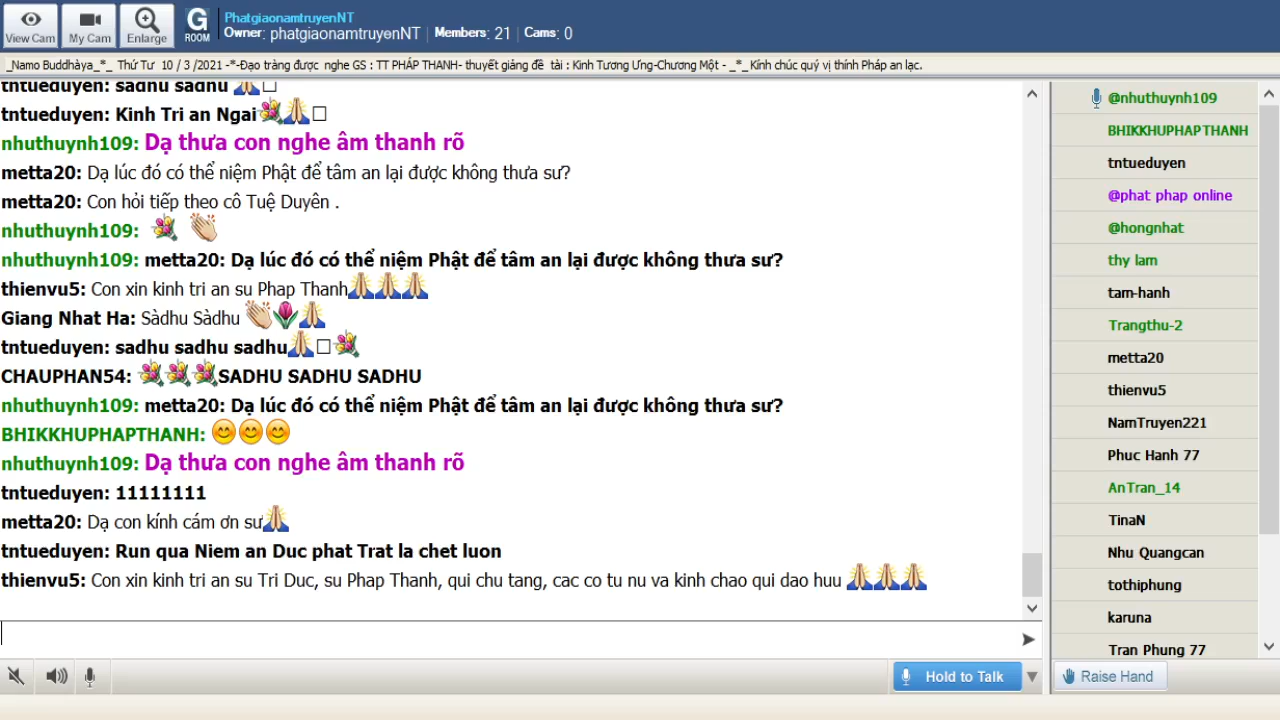 View Cam
My Cam
Enlarge
G
ROOM
PhatgiaonamtruyenNT
Owner: phatgiaonamtruyenNT | Members: 21 | Cams: 0
_Namo Buddhàya_*_ Thứ Tư 10 / 3 /2021 -*-Đạo tràng được nghe GS : TT PHÁP THANH- thuyết giảng đề tài : Kinh Tương Ưng-Chương Một - _*_Kính chúc quý vị thính Pháp an lạc.
tntueduyen: sadhu sadhu 🙏□
tntueduyen: Kinh Tri an Ngai💐🙏□
nhuthuynh109: Dạ thưa con nghe âm thanh rõ
metta20: Dạ lúc đó có thể niệm Phật để tâm an lại được không thưa sư?
metta20: Con hỏi tiếp theo cô Tuệ Duyên .
nhuthuynh109: 💐 👏
nhuthuynh109: metta20: Dạ lúc đó có thể niệm Phật để tâm an lại được không thưa sư?
thienvu5: Con xin kinh tri an su Phap Thanh🙏🙏🙏
Giang Nhat Ha: Sàdhu Sàdhu 👏🌷🙏
tntueduyen: sadhu sadhu sadhu🙏□💐
CHAUPHAN54: 💐💐💐SADHU SADHU SADHU
nhuthuynh109: metta20: Dạ lúc đó có thể niệm Phật để tâm an lại được không thưa sư?
BHIKKHUPHAPTHANH: 😊😊😊
nhuthuynh109: Dạ thưa con nghe âm thanh rõ
tntueduyen: 11111111
metta20: Dạ con kính cám ơn sư🙏
tntueduyen: Run qua Niem an Duc phat Trat la chet luon
thienvu5: Con xin kinh tri an su Tri Duc, su Phap Thanh, qui chu tang, cac co tu nu va kinh chao qui dao huu 🙏🙏🙏
@nhuthuynh109
BHIKKHUPHAPTHANH
tntueduyen
@phat phap online
@hongnhat
thy lam
tam-hanh
Trangthu-2
metta20
thienvu5
NamTruyen221
Phuc Hanh 77
AnTran_14
TinaN
Nhu Quangcan
tothiphung
karuna
Tran Phung 77
Hold to Talk
Raise Hand